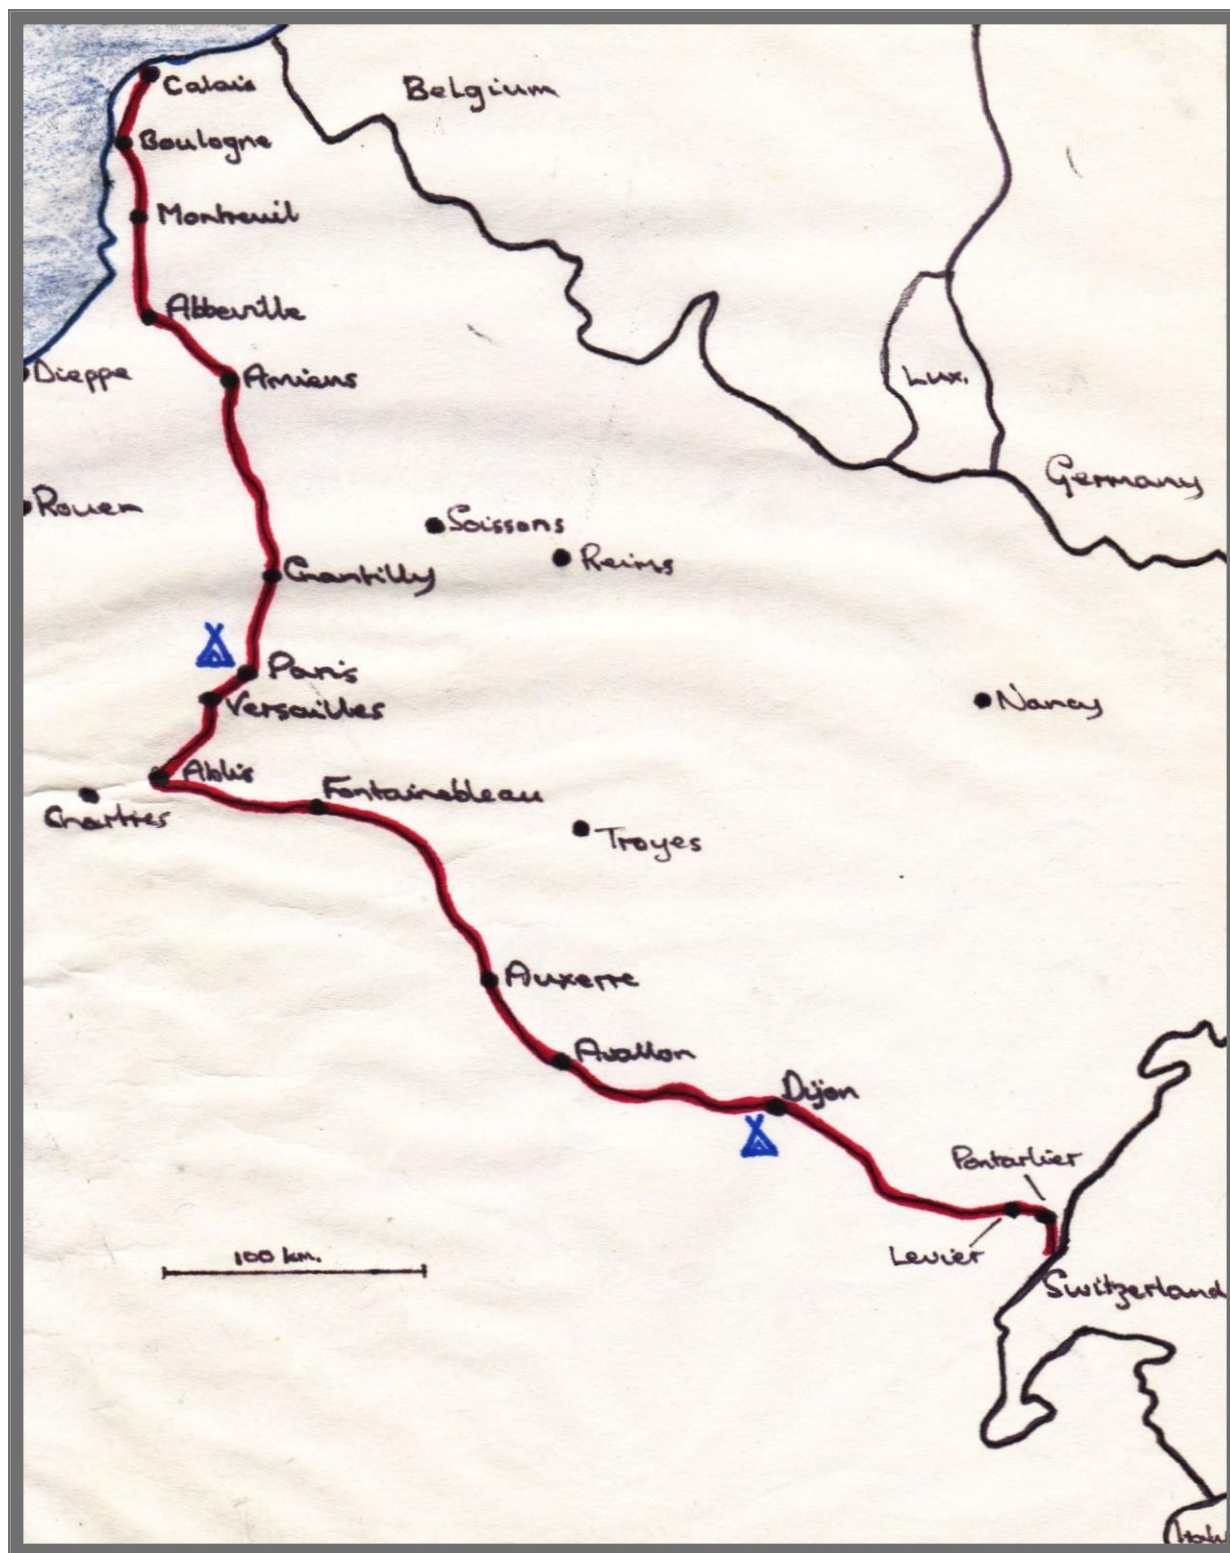 Calais
Belgium
Boulogne
Montreuil
Abbeville
Dieppe
Amiens
Lux.
Germany
Rouen
Soissons
Reims
Chantilly
Paris
Versailles
Nancy
Ablis
Fontainebleau
Chartres
Troyes
Auxerre
Avallon
Dijon
Pontarlier
Levier
100 km.
Switzerland
Italy